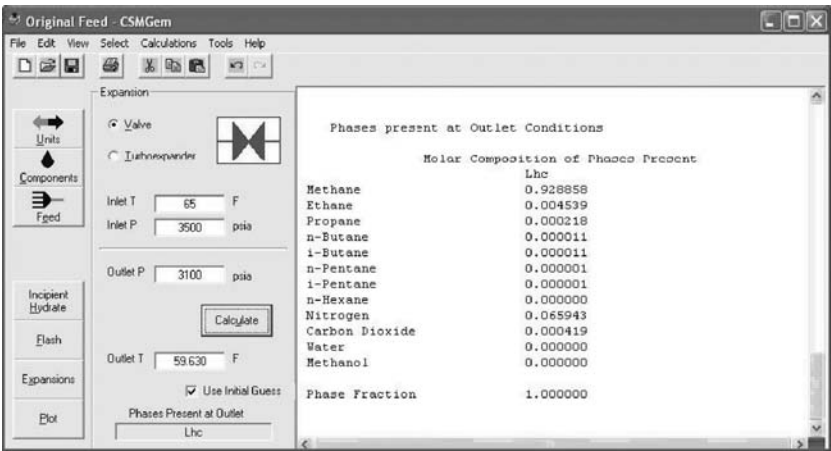 Original Feed - CSMGem
File Edit View Select Calculations Tools Help
Units
Components
Feed
Incipient
Hydrate
Flash
Expansions
Plot
Expansion
Valve
Turboexpander
Inlet T 65 F
Inlet P 3500 psia
Outlet P 3100 psia
Calculate
Outlet T 59.630 F
Use Initial Guess
Phases Present at Outlet
Lhc
Phases present at Outlet Conditions
Molar Composition of Phases Present
Lhc
Methane 0.928858
Ethane 0.004539
Propane 0.000218
n-Butane 0.000011
i-Butane 0.000011
n-Pentane 0.000001
i-Pentane 0.000001
n-Hexane 0.000000
Nitrogen 0.065943
Carbon Dioxide 0.000419
Water 0.000000
Methanol 0.000000
Phase Fraction 1.000000